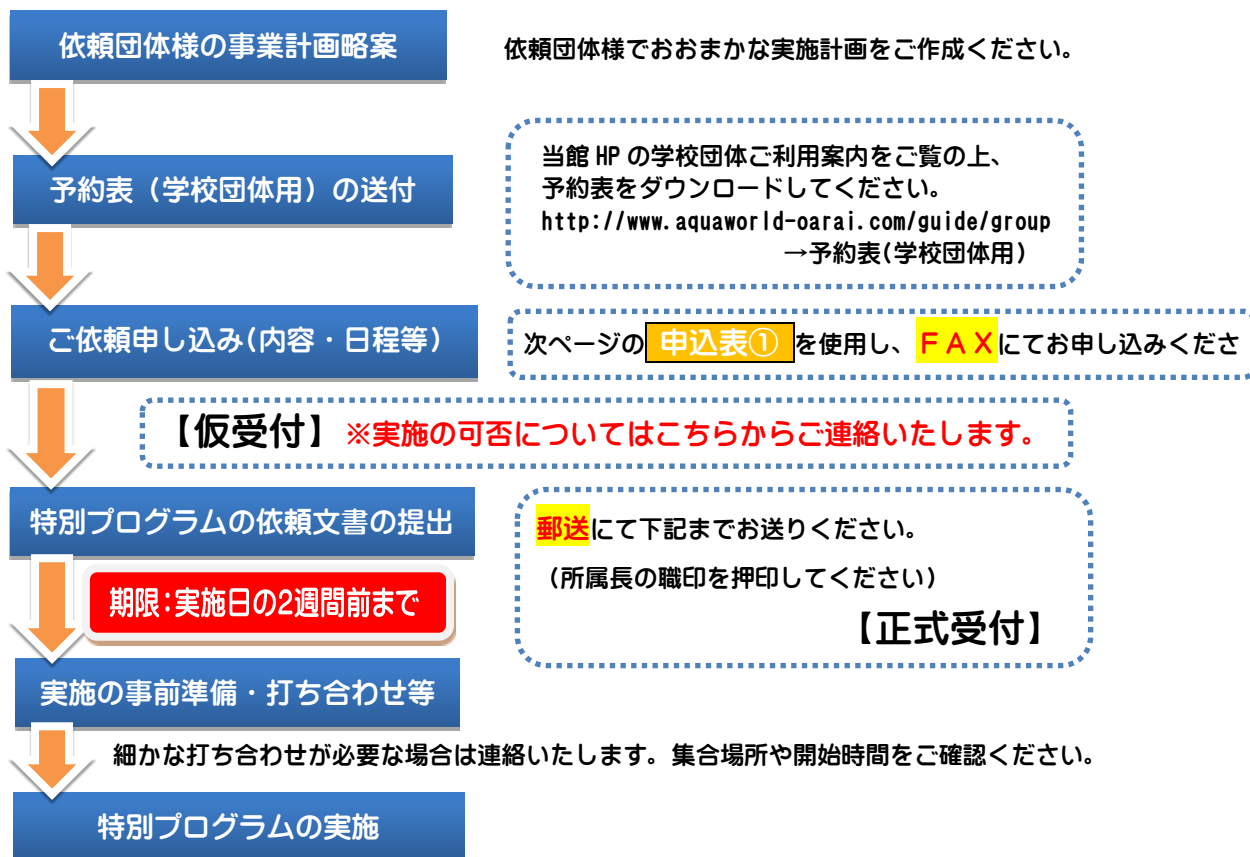 依頼団体様の事業計画略案
依頼団体様でおおまかな実施計画をご作成ください。
予約表（学校団体用）の送付
当館 HP の学校団体ご利用案内をご覧の上、
予約表をダウンロードしてください。
http://www.aquaworld-oarai.com/guide/group
→予約表(学校団体用)
ご依頼申し込み(内容・日程等)
次ページの 申込表① を使用し、ＦＡＸにてお申し込みくださ
【仮受付】※実施の可否についてはこちらからご連絡いたします。
特別プログラムの依頼文書の提出
期限:実施日の2週間前まで
郵送にて下記までお送りください。
（所属長の職印を押印してください）
【正式受付】
実施の事前準備・打ち合わせ等
細かな打ち合わせが必要な場合は連絡いたします。集合場所や開始時間をご確認ください。
特別プログラムの実施